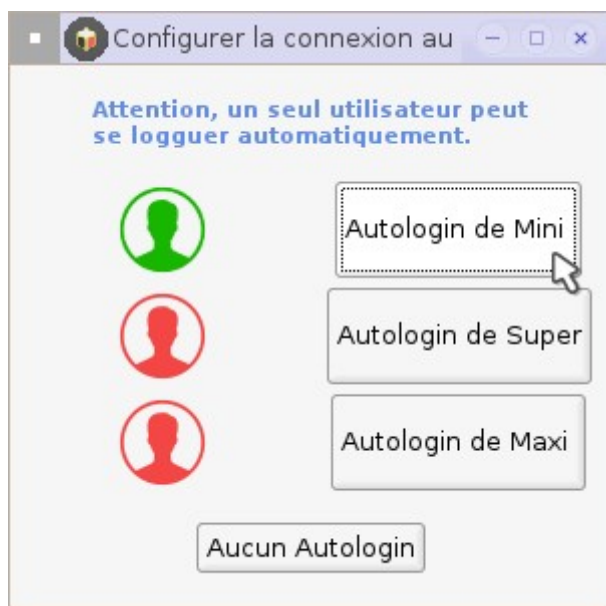 Configurer la connexion au
Attention, un seul utilisateur peut
se logguer automatiquement.
Autologin de Mini
Autologin de Super
Autologin de Maxi
Aucun Autologin